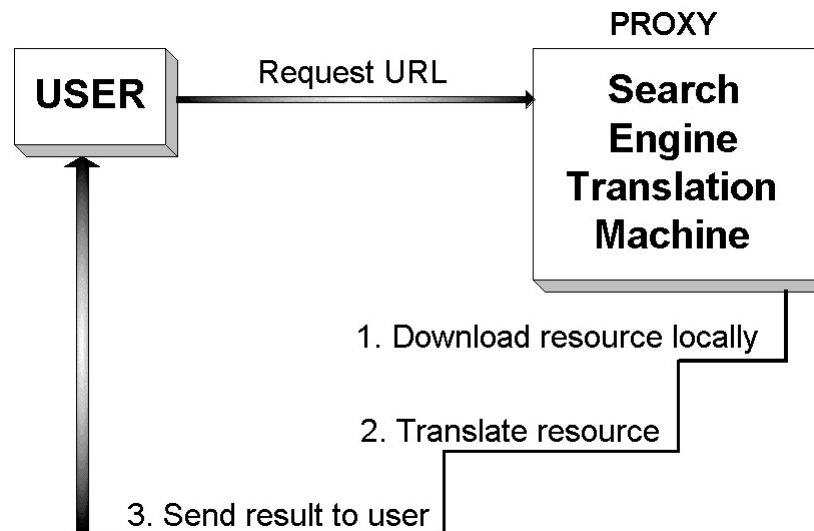 PROXY
USER
Request URL
Search
Engine
Translation
Machine
1. Download resource locally
2. Translate resource
3. Send result to user